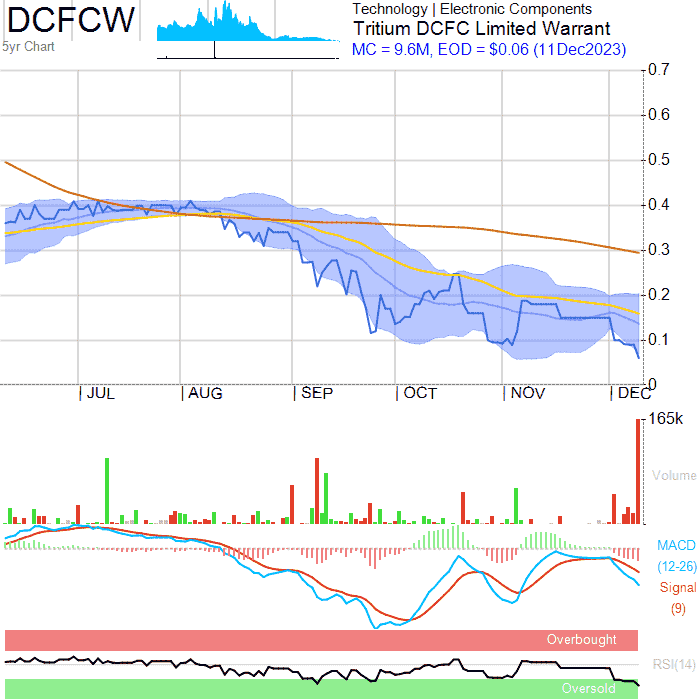 DCFCW
5yr Chart
Technology | Electronic Components
Tritium DCFC Limited Warrant
MC = 9.6M, EOD = $0.06 (11Dec2023)
0.7
0.6
0.5
0.4
0.3
0.2
0.1
0
JUL AUG SEP OCT NOV DEC
165k
Volume
MACD
(12-26)
Signal
(9)
Overbought
RSI(14)
Oversold